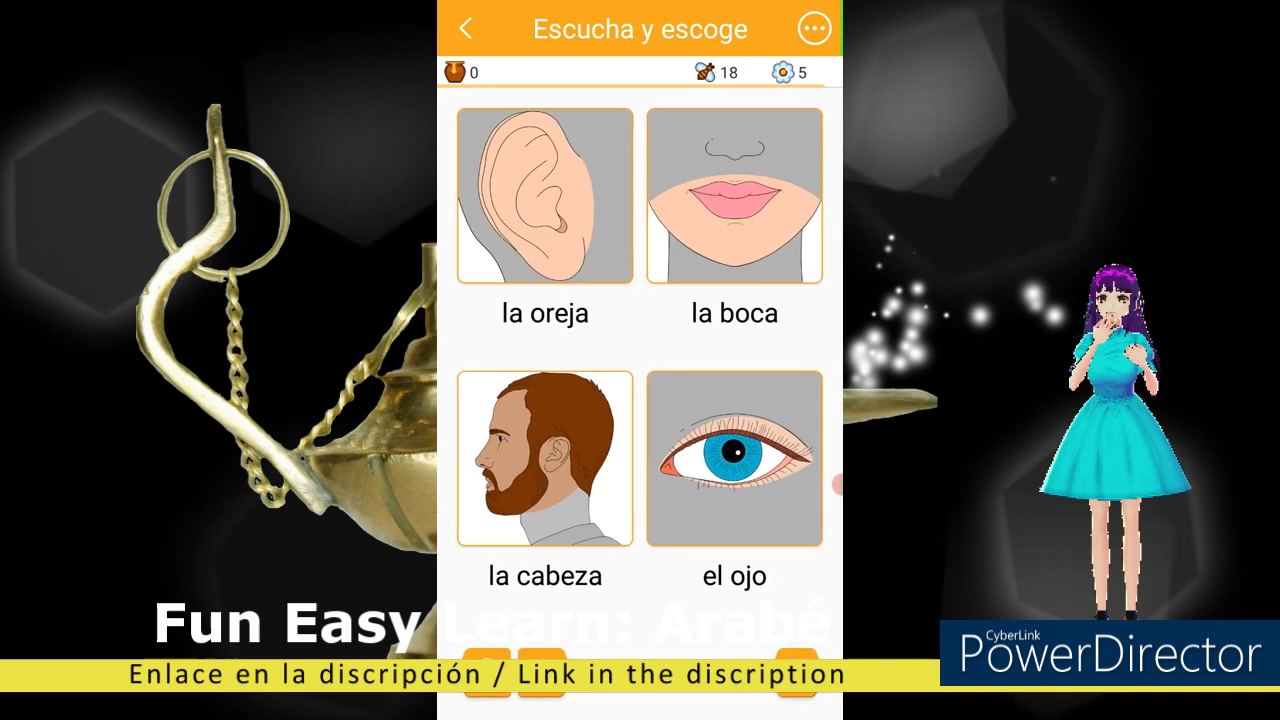 Escucha y escoge
0
18
5
la oreja
la boca
la cabeza
el ojo
Fun Easy Learn: Arabé
Enlace en la discripción / Link in the discription
CyberLink
PowerDirector